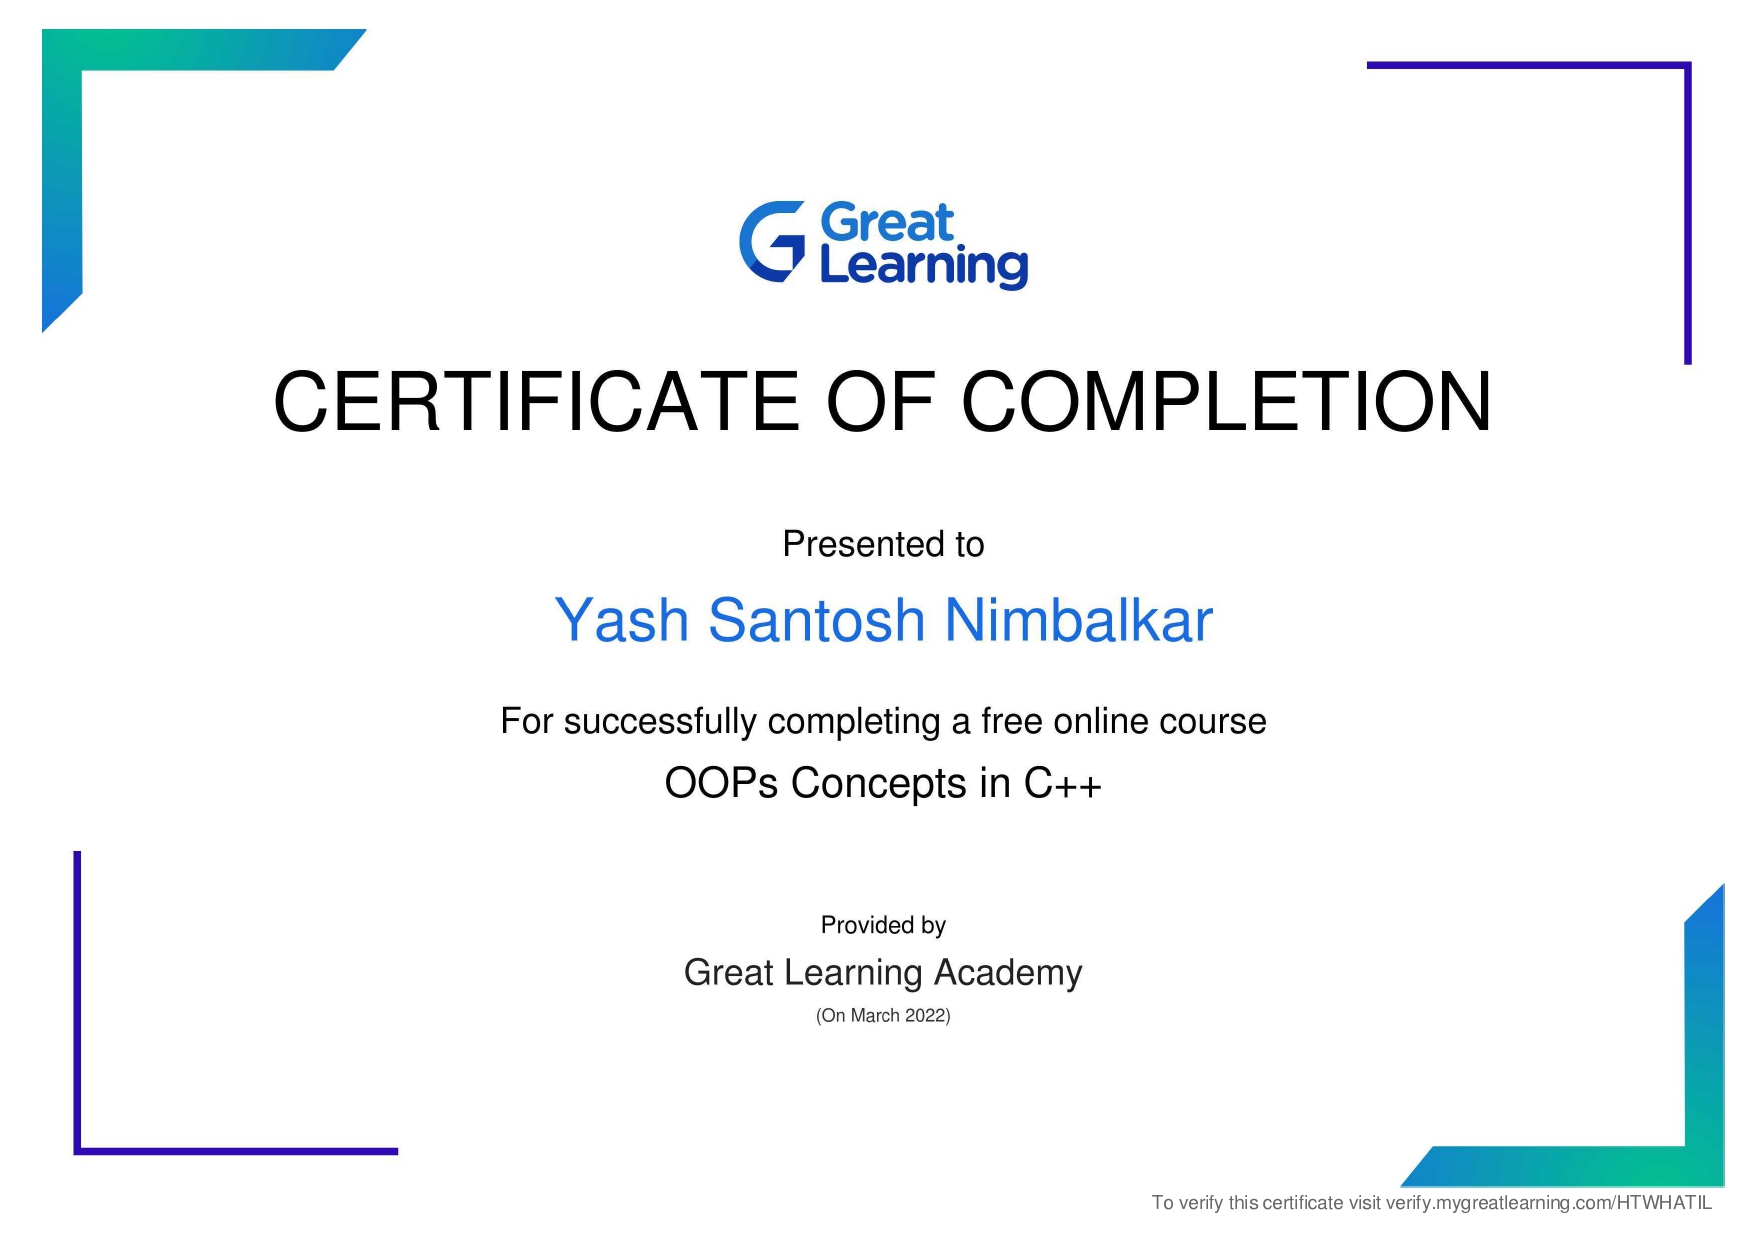 Great
Learning
CERTIFICATE OF COMPLETION
Presented to
Yash Santosh Nimbalkar
For successfully completing a free online course
OOPs Concepts in C++
Provided by
Great Learning Academy
(On March 2022)
To verify this certificate visit verify.mygreatlearning.com/HTWHATIL